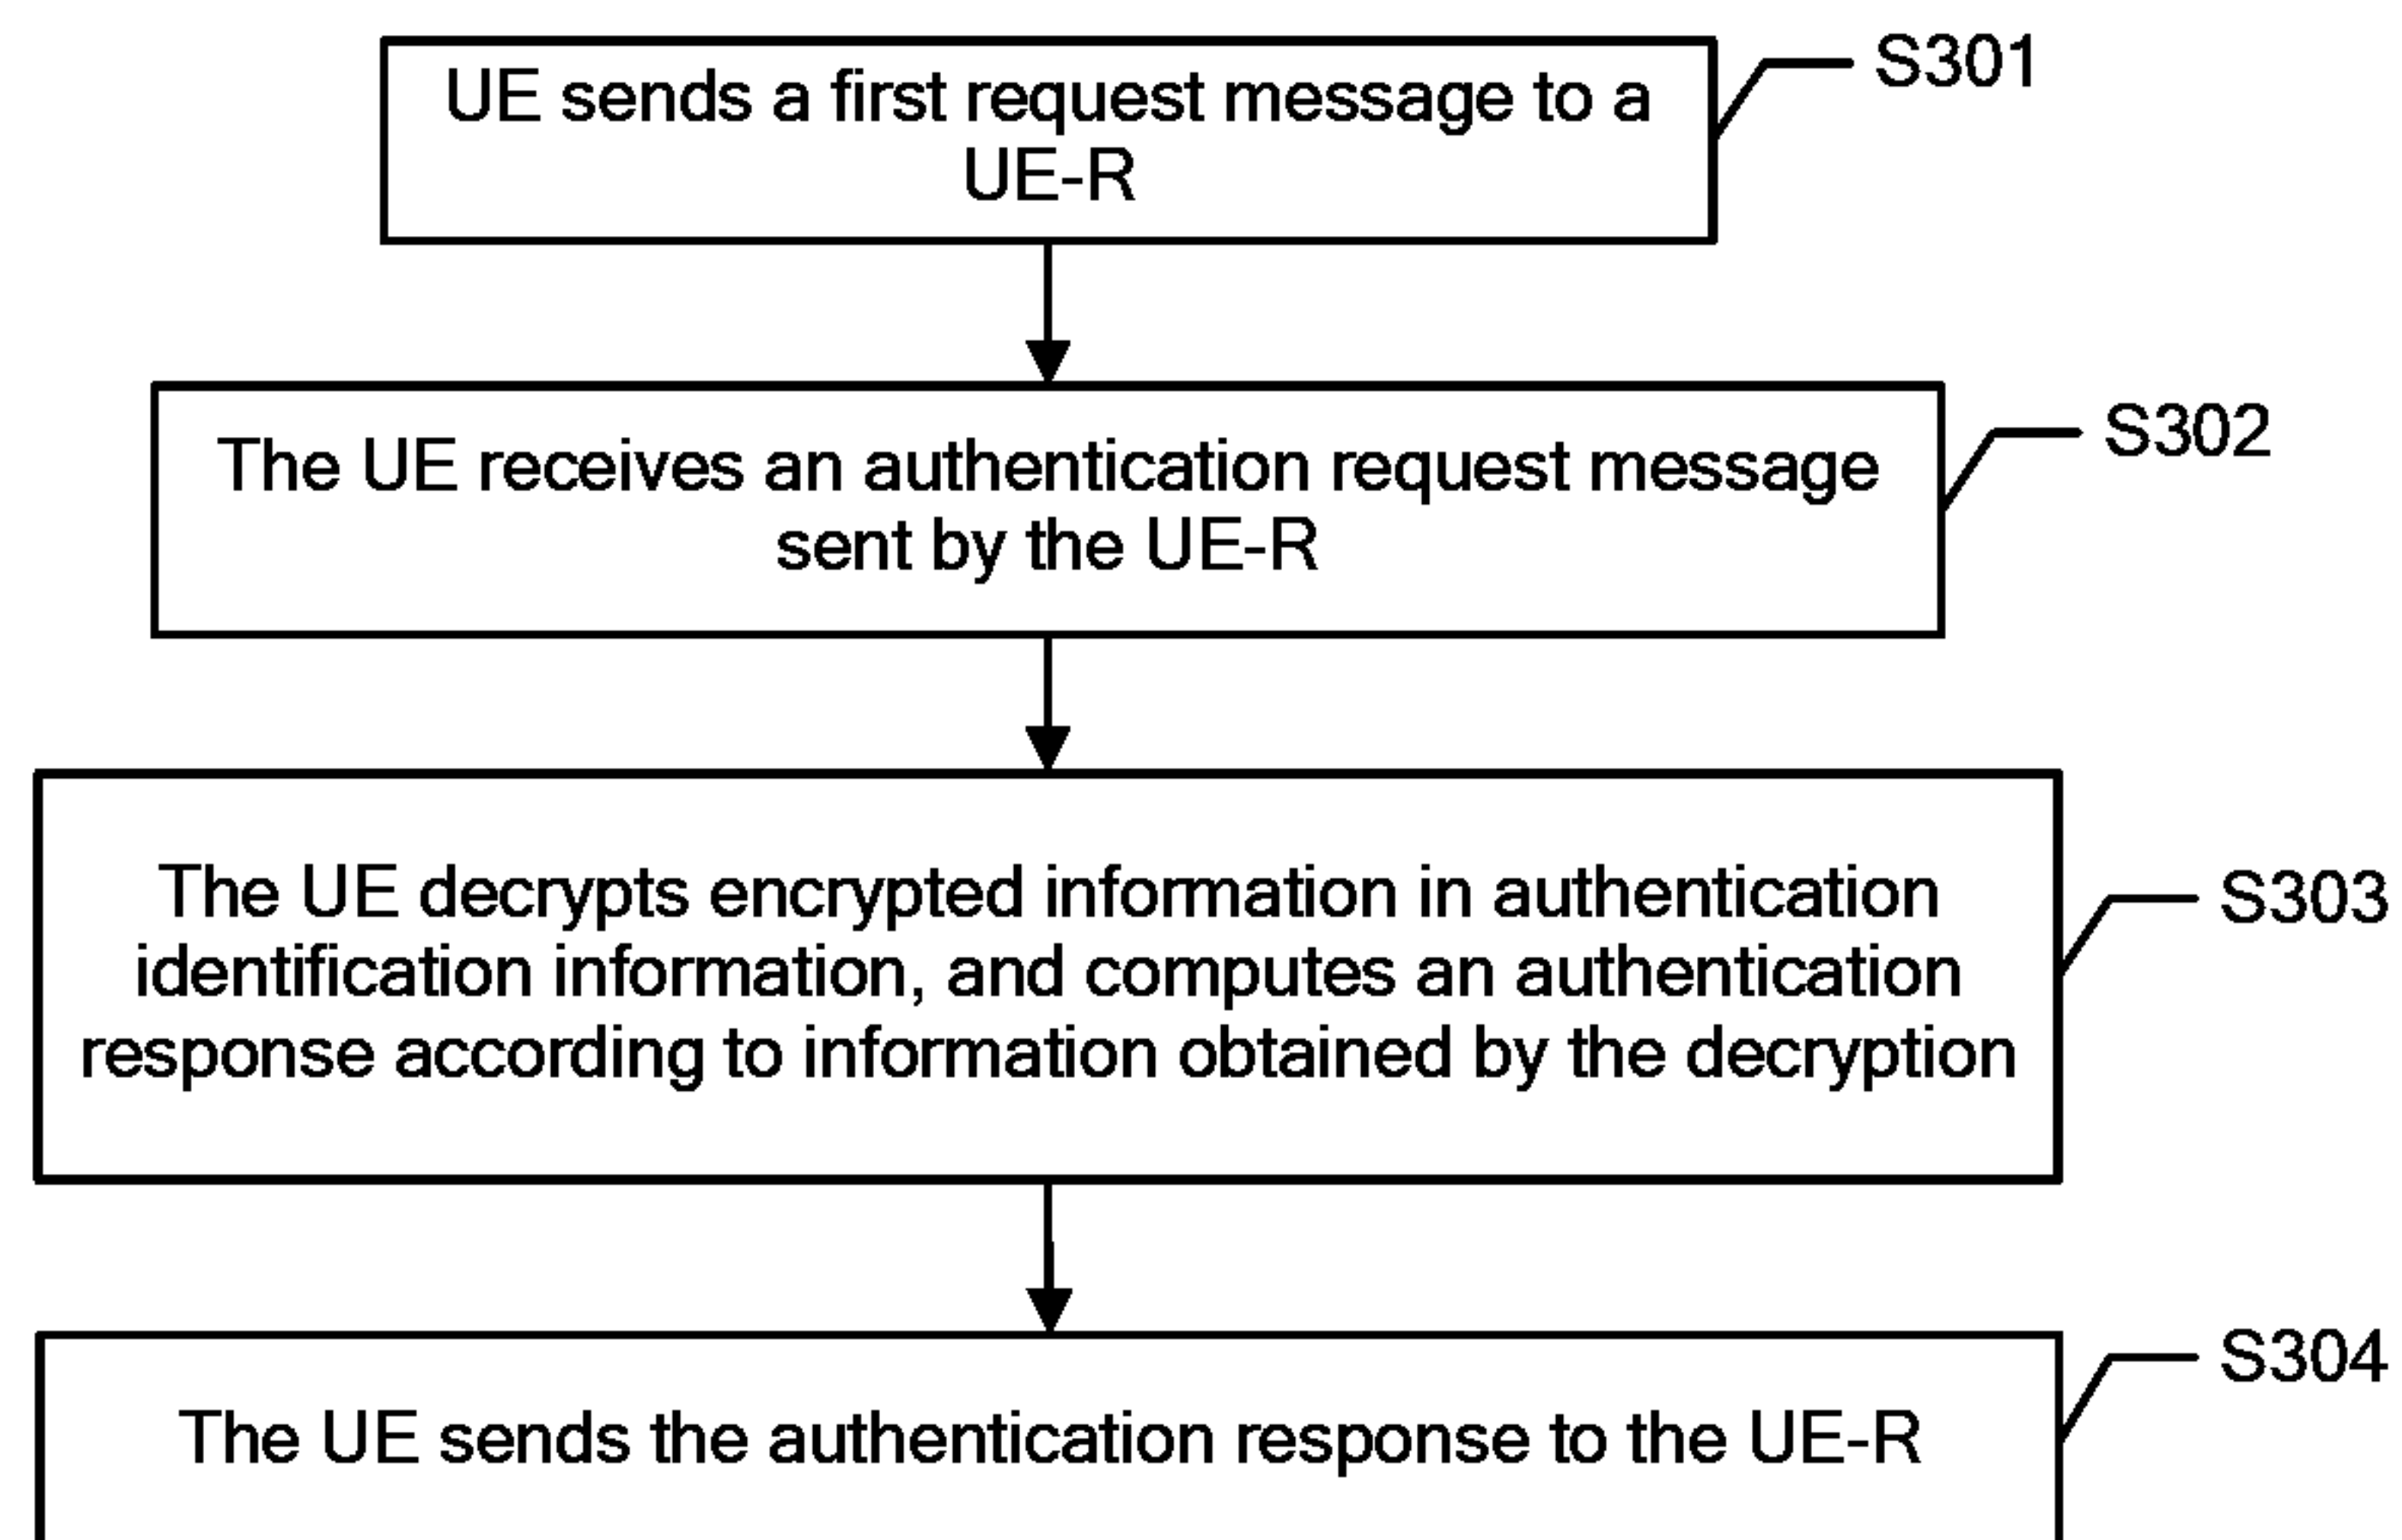 UE sends a first request message to a
UE-R
S301
The UE receives an authentication request message
sent by the UE-R
S302
The UE decrypts encrypted information in authentication
identification information, and computes an authentication
response according to information obtained by the decryption
S303
The UE sends the authentication response to the UE-R
S304